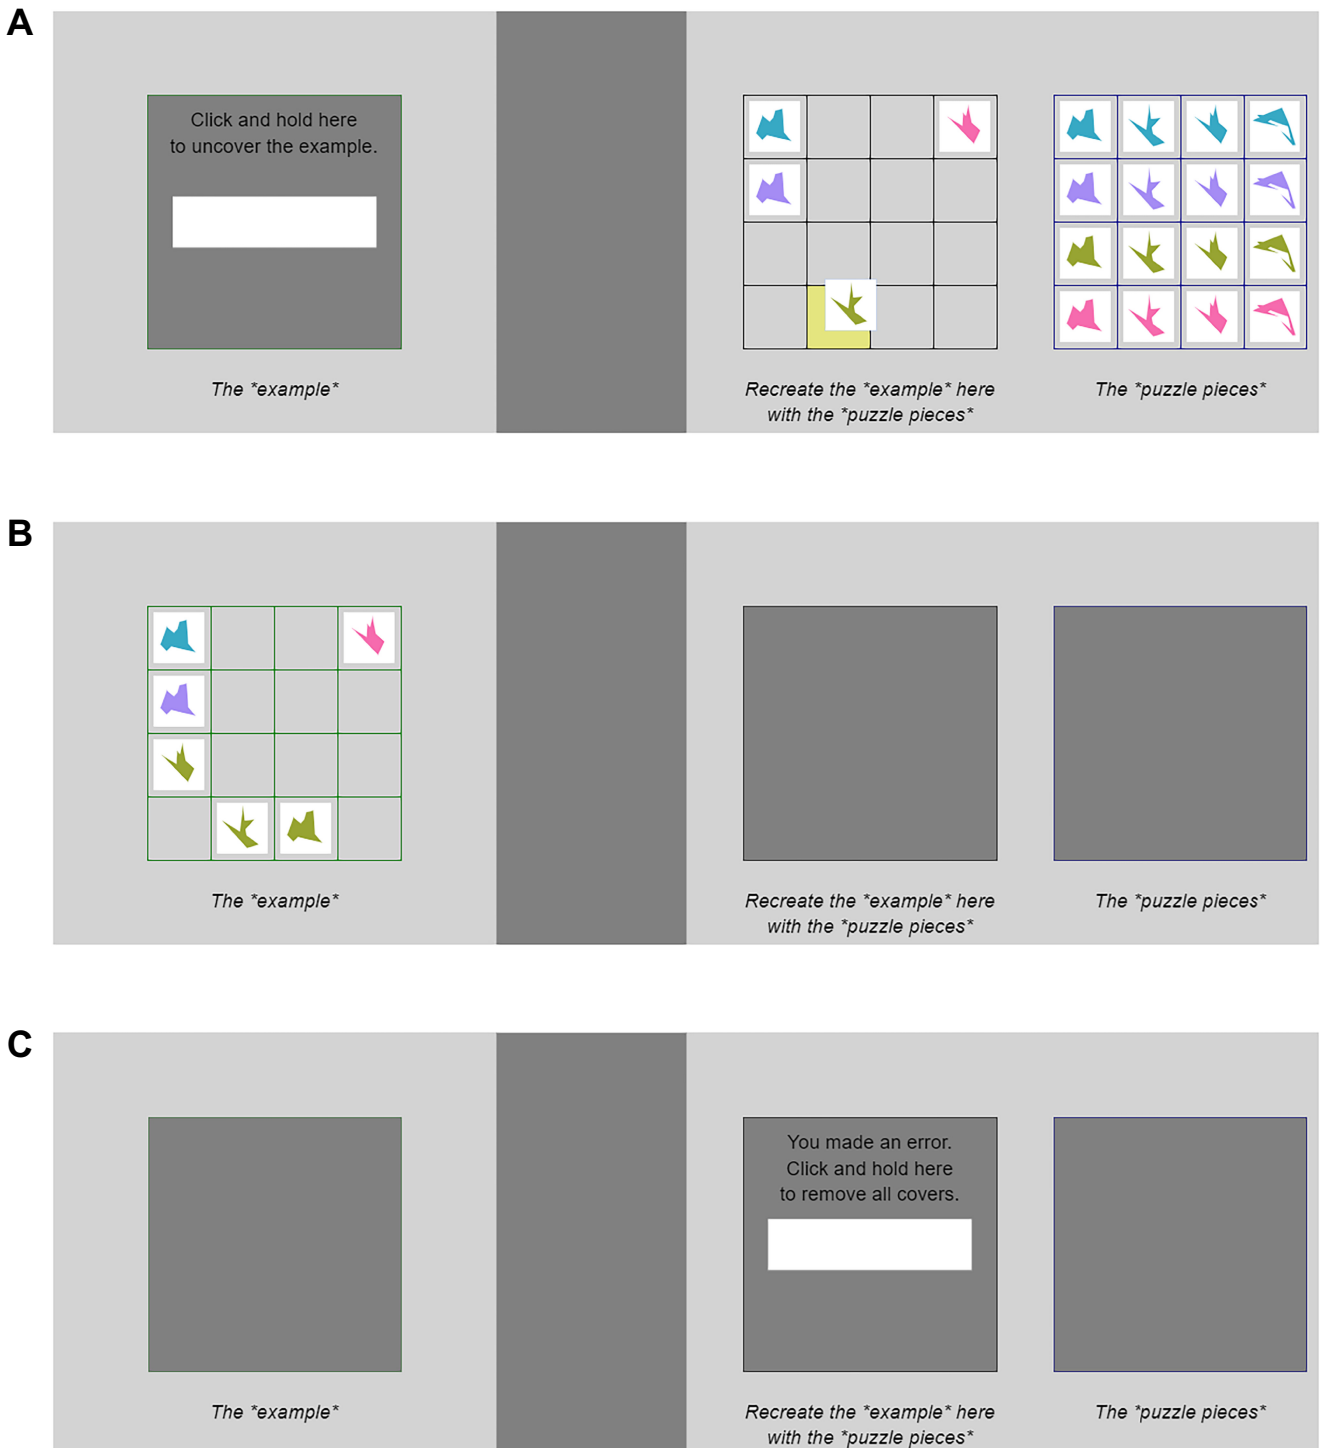 A
Click and hold here
to uncover the example.
The *example*
Recreate the *example* here
with the *puzzle pieces*
The *puzzle pieces*
B
The *example*
Recreate the *example* here
with the *puzzle pieces*
The *puzzle pieces*
C
You made an error.
Click and hold here
to remove all covers.
The *example*
Recreate the *example* here
with the *puzzle pieces*
The *puzzle pieces*